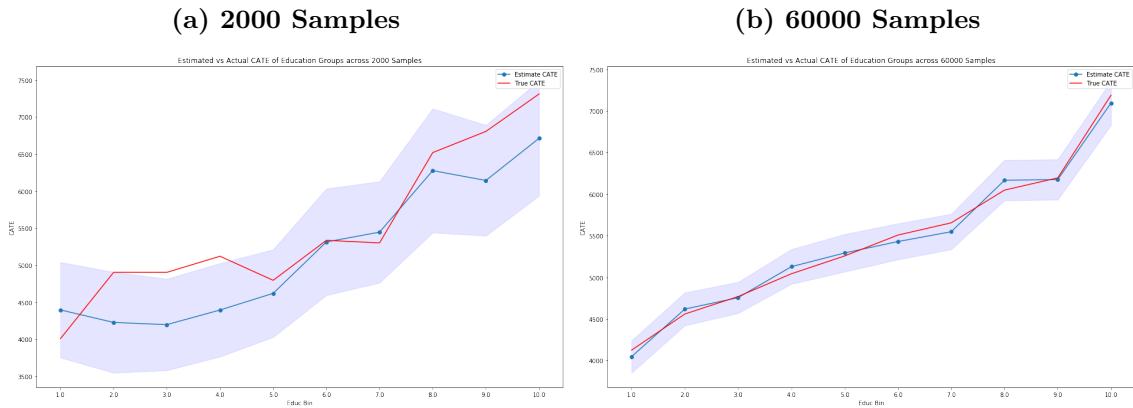 (a) 2000 Samples
Estimated vs Actual CATE of Education Groups across 2000 Samples
Estimate CATE
True CATE
7500
7000
6500
6000
5500
5000
4500
4000
3500
CATE
1.0 2.0 3.0 4.0 5.0 6.0 7.0 8.0 9.0 10.0
Educ Bin
(b) 60000 Samples
Estimated vs Actual CATE of Education Groups across 60000 Samples
Estimate CATE
True CATE
7500
7000
6500
6000
5500
5000
4500
4000
CATE
1.0 2.0 3.0 4.0 5.0 6.0 7.0 8.0 9.0 10.0
Educ Bin